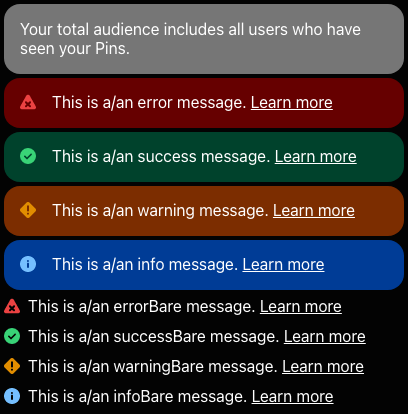 Your total audience includes all users who have
seen your Pins.
This is a/an error message. Learn more
This is a/an success message. Learn more
This is a/an warning message. Learn more
This is a/an info message. Learn more
This is a/an errorBare message. Learn more
This is a/an successBare message. Learn more
This is a/an warningBare message. Learn more
This is a/an infoBare message. Learn more